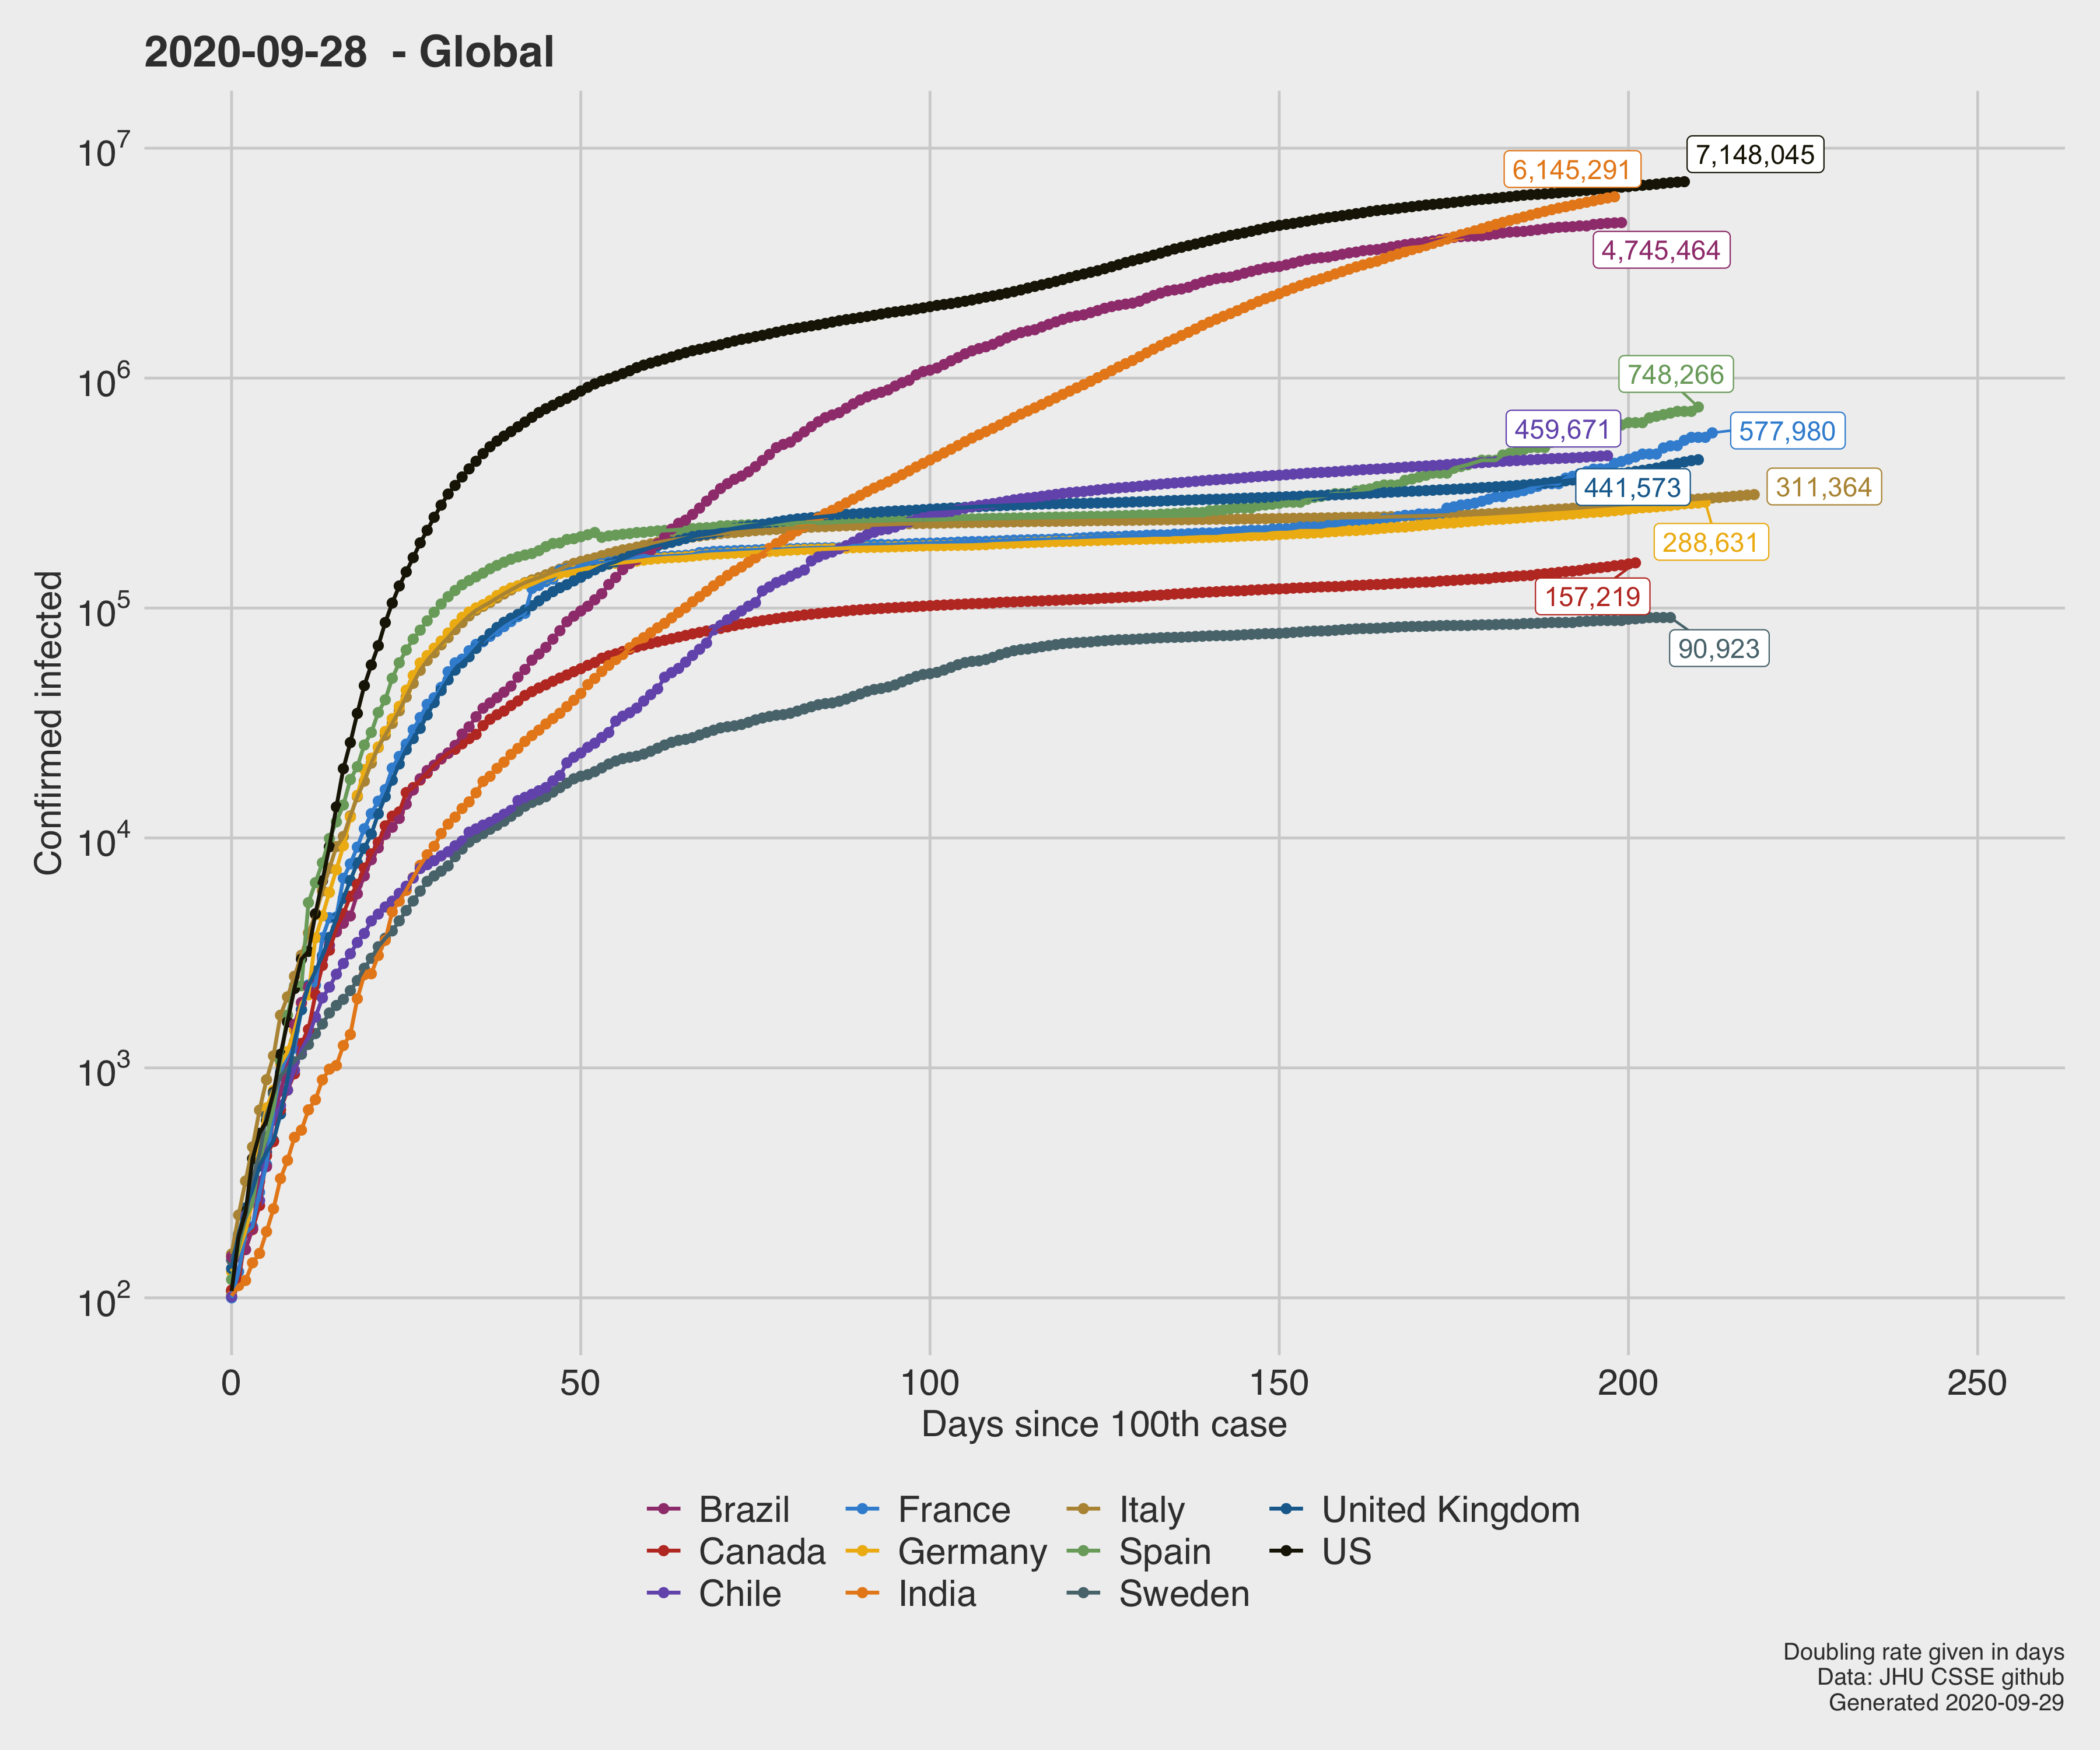 2020-09-28  - Global
Confirmed infected
10^7
10^6
10^5
10^4
10^3
10^2
6,145,291
7,148,045
4,745,464
748,266
459,671
577,980
441,573
311,364
288,631
157,219
90,923
0 50 100 150 200 250
Days since 100th case
Brazil France Italy United Kingdom
Canada Germany Spain US
Chile India Sweden
Doubling rate given in days
Data: JHU CSSE github
Generated 2020-09-29